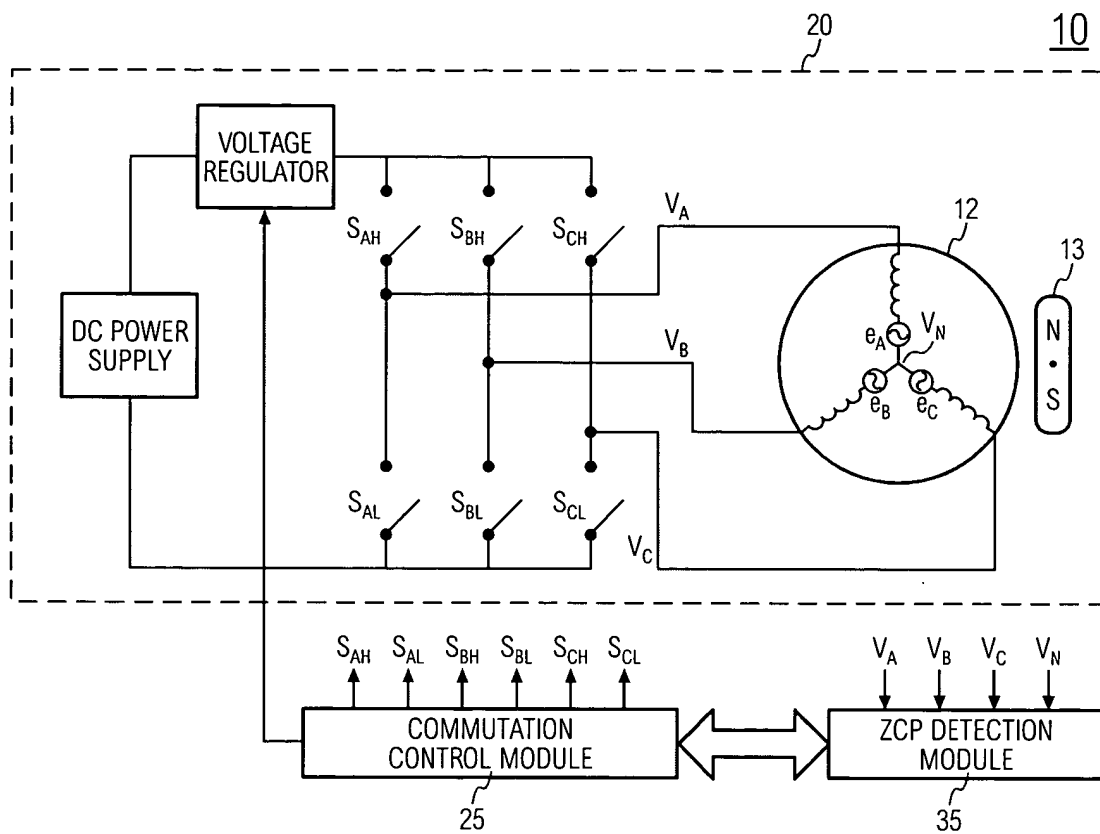 10
20
VOLTAGE
REGULATOR
DC POWER
SUPPLY
S_AH
S_BH
S_CH
V_A
12
13
N
S
e_A
V_N
V_B
e_B
e_C
S_AL
S_BL
S_CL
V_C
S_AH S_AL S_BH S_BL S_CH S_CL
V_A V_B V_C V_N
COMMUTATION
CONTROL MODULE
ZCP DETECTION
MODULE
25
35